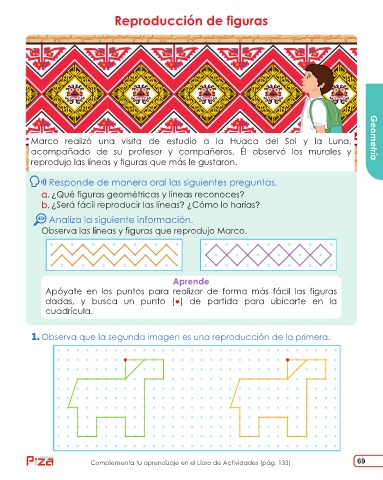 Reproducción de figuras
Geometría
Marco realizó una visita de estudio a la Huaca del Sol y la Luna,
acompañado de su profesor y compañeros. Él observó los murales y
reprodujo las líneas y figuras que más le gustaron.
Responde de manera oral las siguientes preguntas.
a. ¿Qué figuras geométricas y líneas reconoces?
b. ¿Será fácil reproducir las líneas? ¿Cómo lo harías?
Analiza la siguiente información.
Observa las líneas y figuras que reprodujo Marco.
Aprende
Apóyate en los puntos para realizar de forma más fácil las figuras
dadas, y busca un punto (•) de partida para ubicarte en la
cuadrícula.
1. Observa que la segunda imagen es una reproducción de la primera.
Complementa tu aprendizaje en el Libro de Actividades (pág. 133)
69